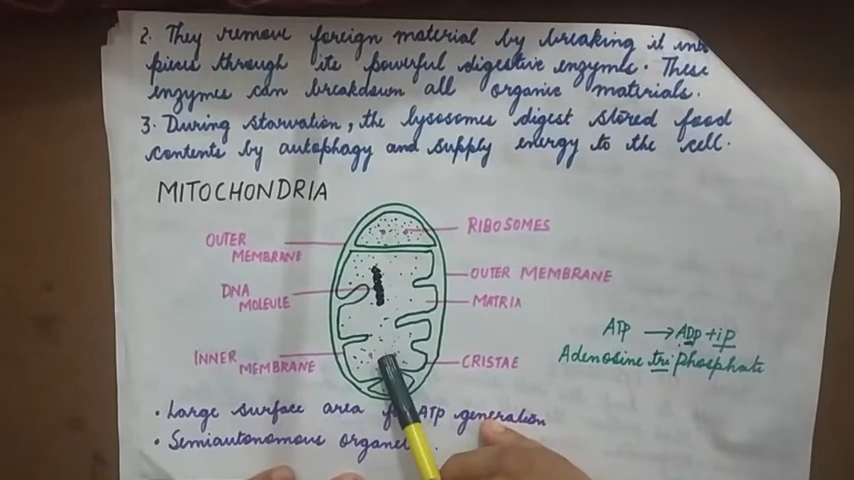 2. They remove foreign material by breaking it into
pieces through its powerful digestive enzymes. These
enzymes can breakdown all organic materials.
3. During starvation, the lysosomes digest stored food
contents by autophagy and supply energy to the cell.
MITOCHONDRIA
RIBOSOMES
OUTER
MEMBRANE
OUTER MEMBRANE
DNA
MOLEULE
MATRIX
ATP → ADP + iP
Adenosine tri phosphate
INNER
MEMBRANE
CRISTAE
• Large surface area for ATP generation
• Semiautonomous